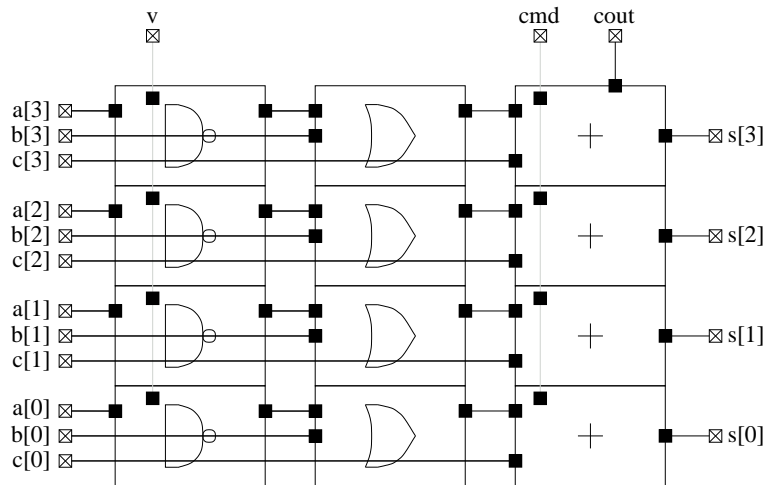 v cmd cout
a[3]
b[3] s[3]
c[3]
a[2]
b[2] s[2]
c[2]
a[1]
b[1] s[1]
c[1]
a[0]
b[0] s[0]
c[0]